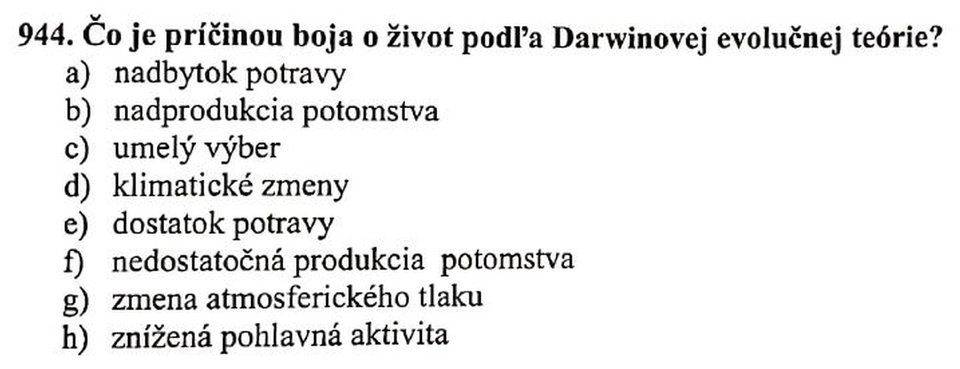 944. Čo je príčinou boja o život podľa Darwinovej evolučnej teórie?
a) nadbytok potravy
b) nadprodukcia potomstva
c) umelý výber
d) klimatické zmeny
e) dostatok potravy
f) nedostatočná produkcia potomstva
g) zmena atmosferického tlaku
h) znížená pohlavná aktivita